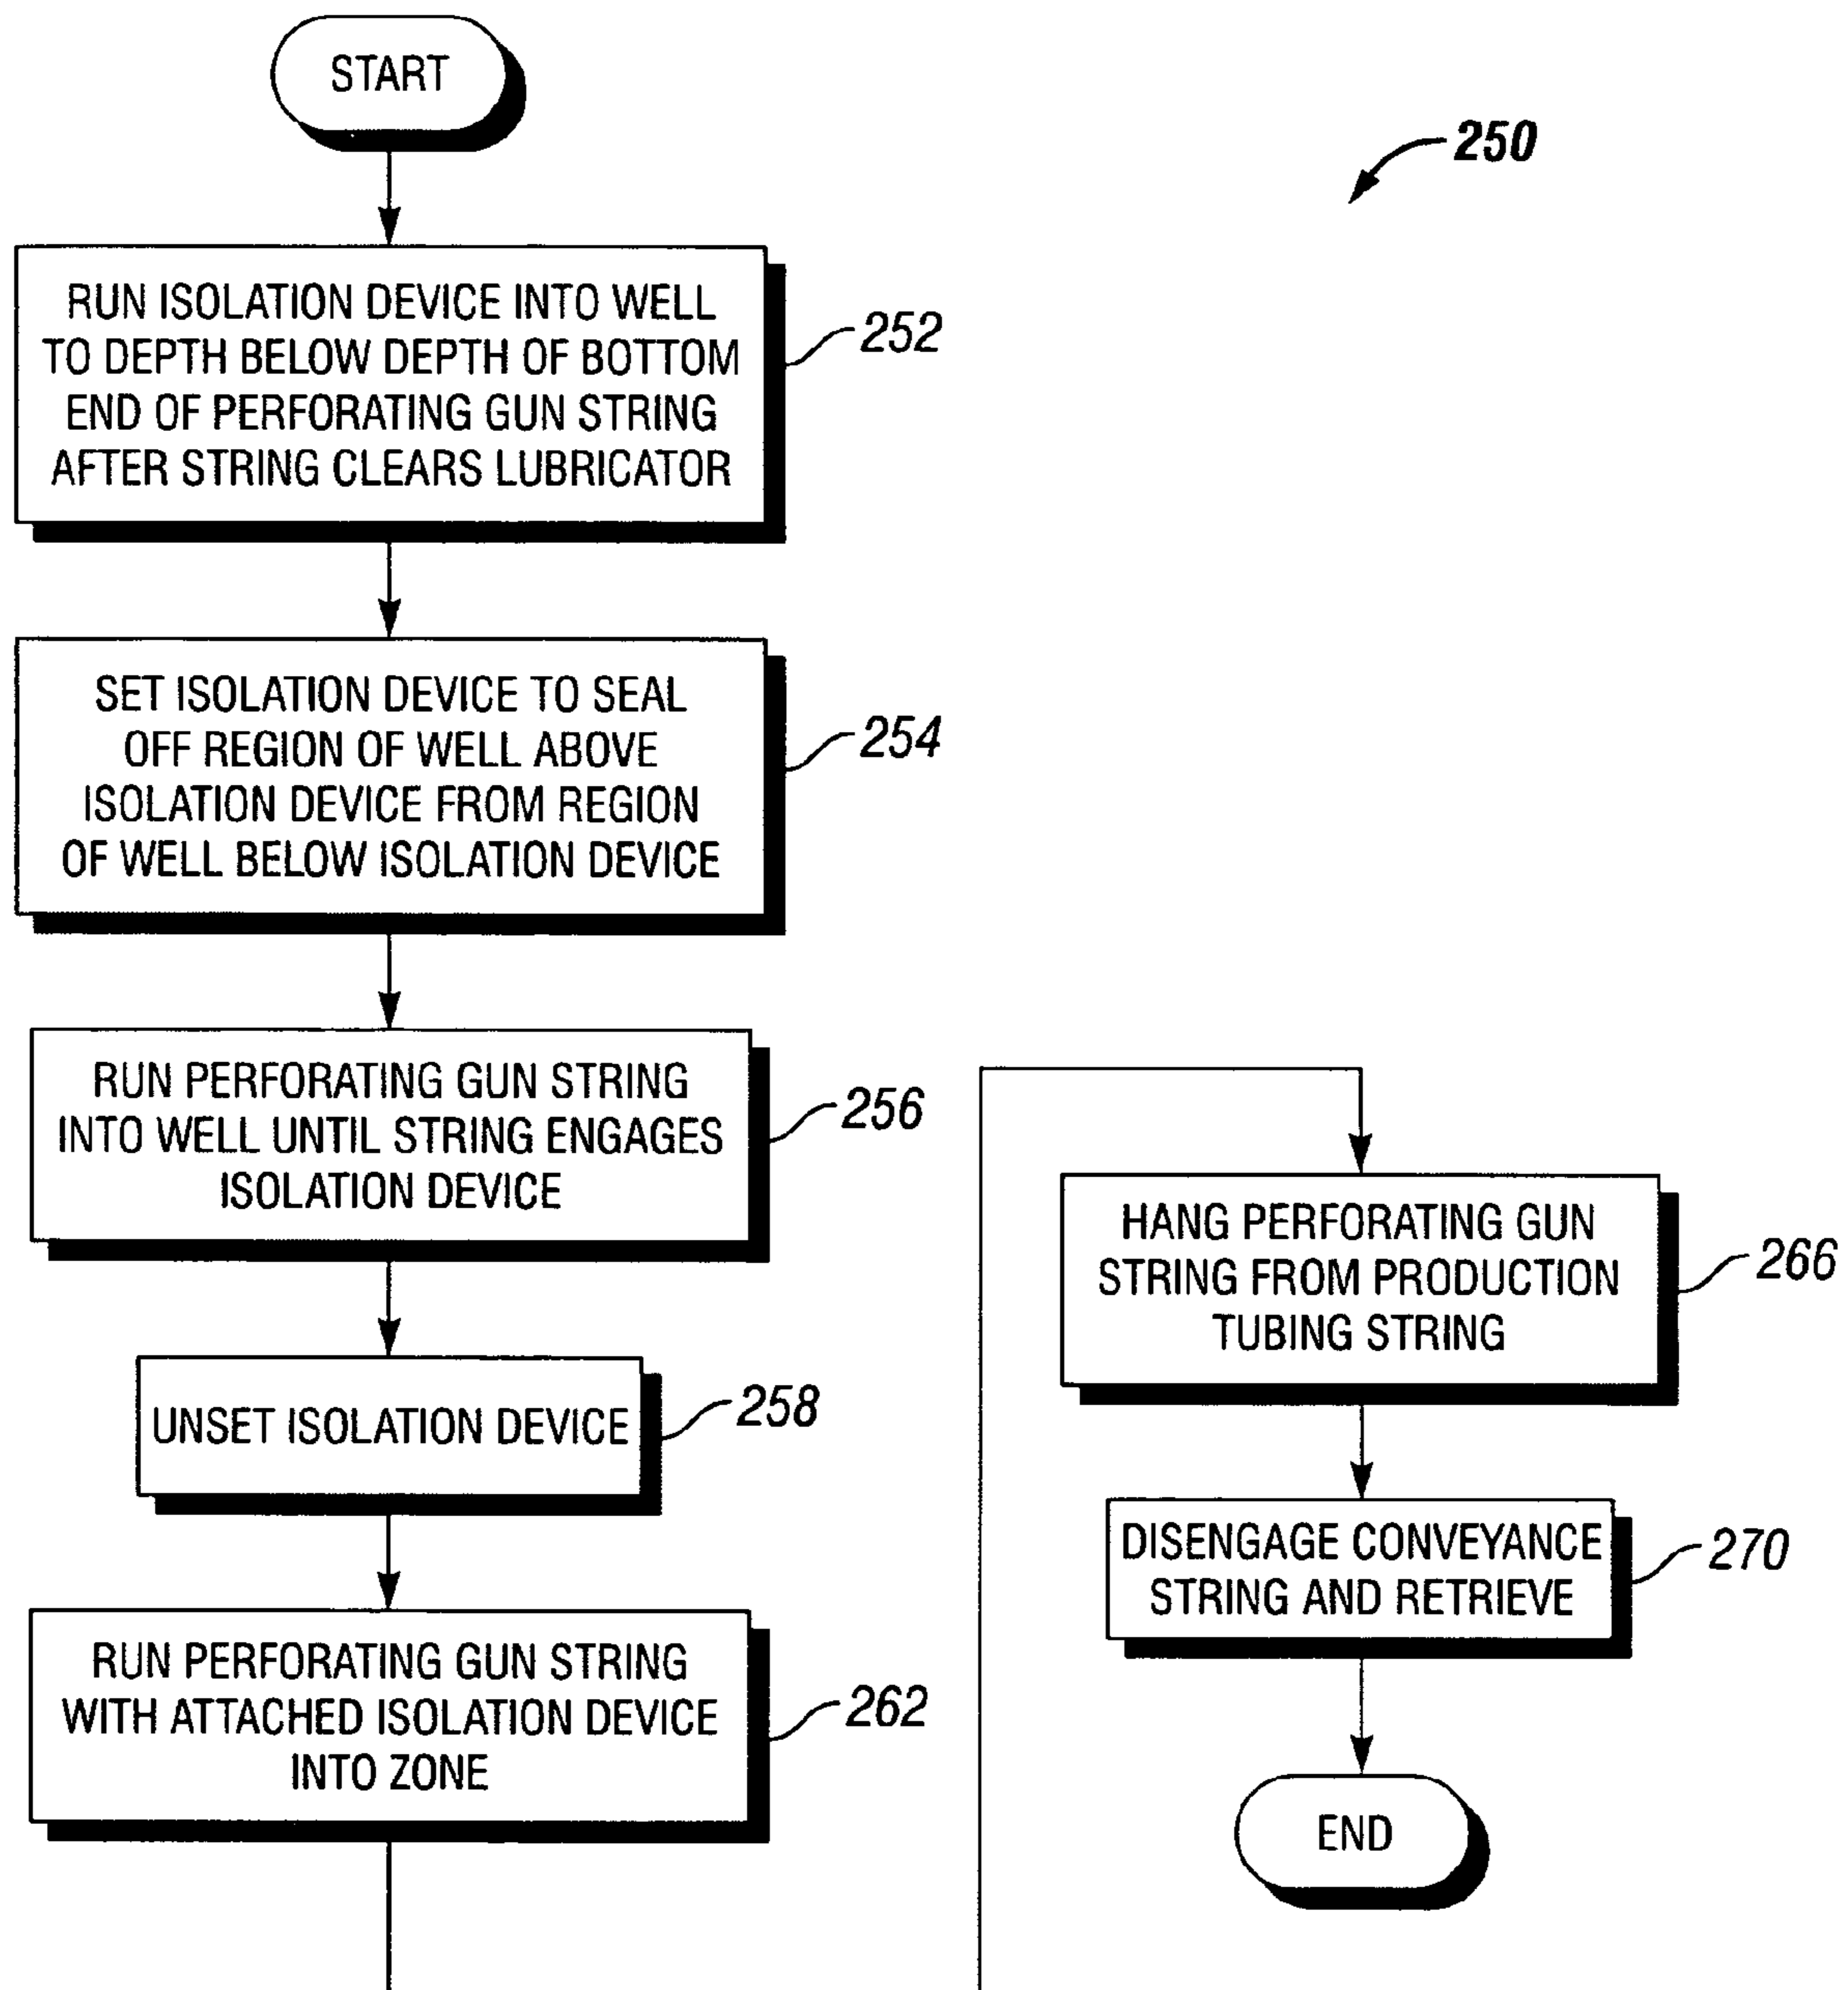 START
250
RUN ISOLATION DEVICE INTO WELL
TO DEPTH BELOW DEPTH OF BOTTOM
END OF PERFORATING GUN STRING
AFTER STRING CLEARS LUBRICATOR
252
SET ISOLATION DEVICE TO SEAL
OFF REGION OF WELL ABOVE
ISOLATION DEVICE FROM REGION
OF WELL BELOW ISOLATION DEVICE
254
RUN PERFORATING GUN STRING
INTO WELL UNTIL STRING ENGAGES
ISOLATION DEVICE
256
UNSET ISOLATION DEVICE
258
RUN PERFORATING GUN STRING
WITH ATTACHED ISOLATION DEVICE
INTO ZONE
262
HANG PERFORATING GUN
STRING FROM PRODUCTION
TUBING STRING
266
DISENGAGE CONVEYANCE
STRING AND RETRIEVE
270
END